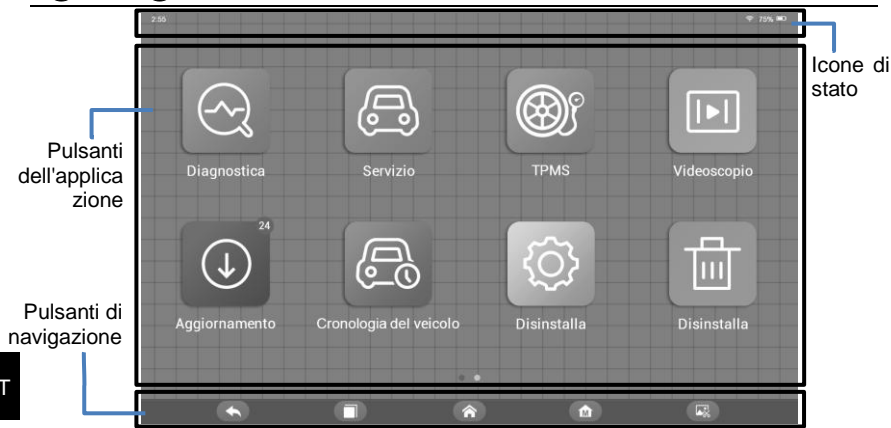 2:55
75%
Icone di
stato
Pulsanti
dell'applica
zione
Diagnostica
Servizio
TPMS
Videoscopio
24
Aggiornamento
Cronologia del veicolo
Disinstalla
Disinstalla
Pulsanti di
navigazione
T